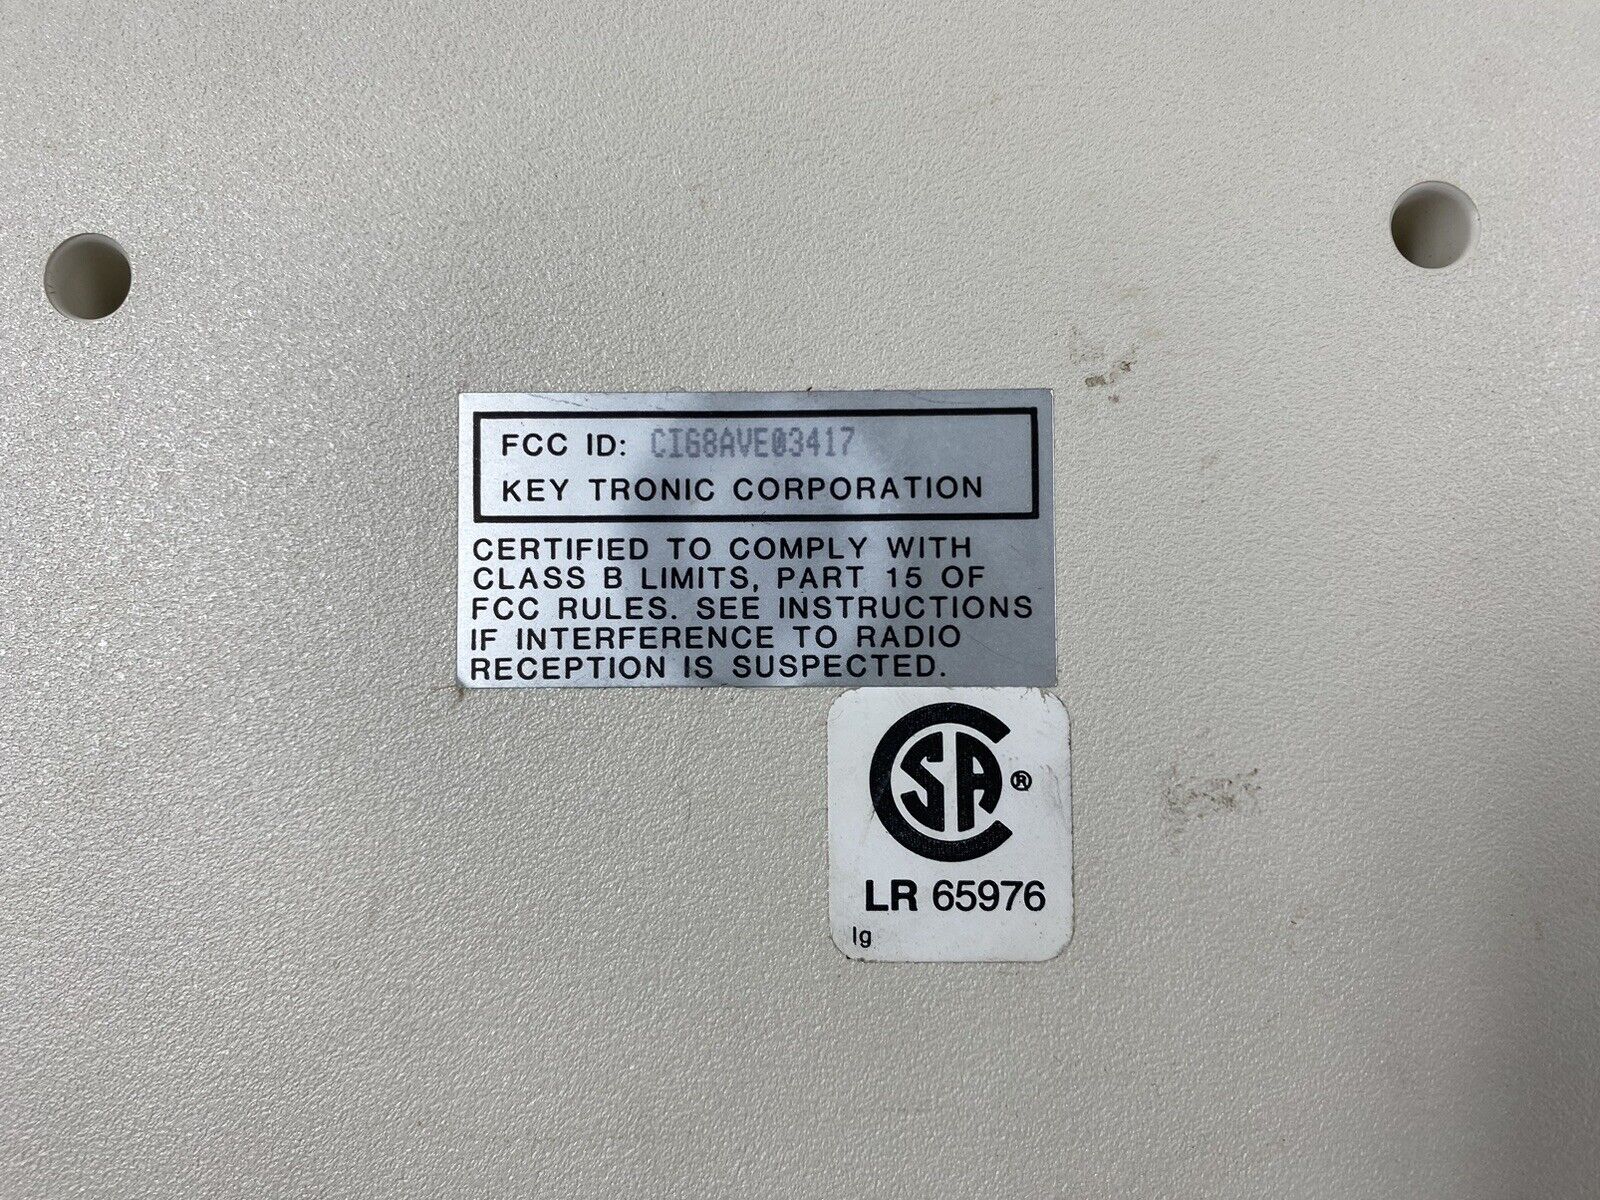 FCC ID: CIG8AVE03417
KEY TRONIC CORPORATION
CERTIFIED TO COMPLY WITH
CLASS B LIMITS, PART 15 OF
FCC RULES. SEE INSTRUCTIONS
IF INTERFERENCE TO RADIO
RECEPTION IS SUSPECTED.
CSA ®
LR 65976
lg